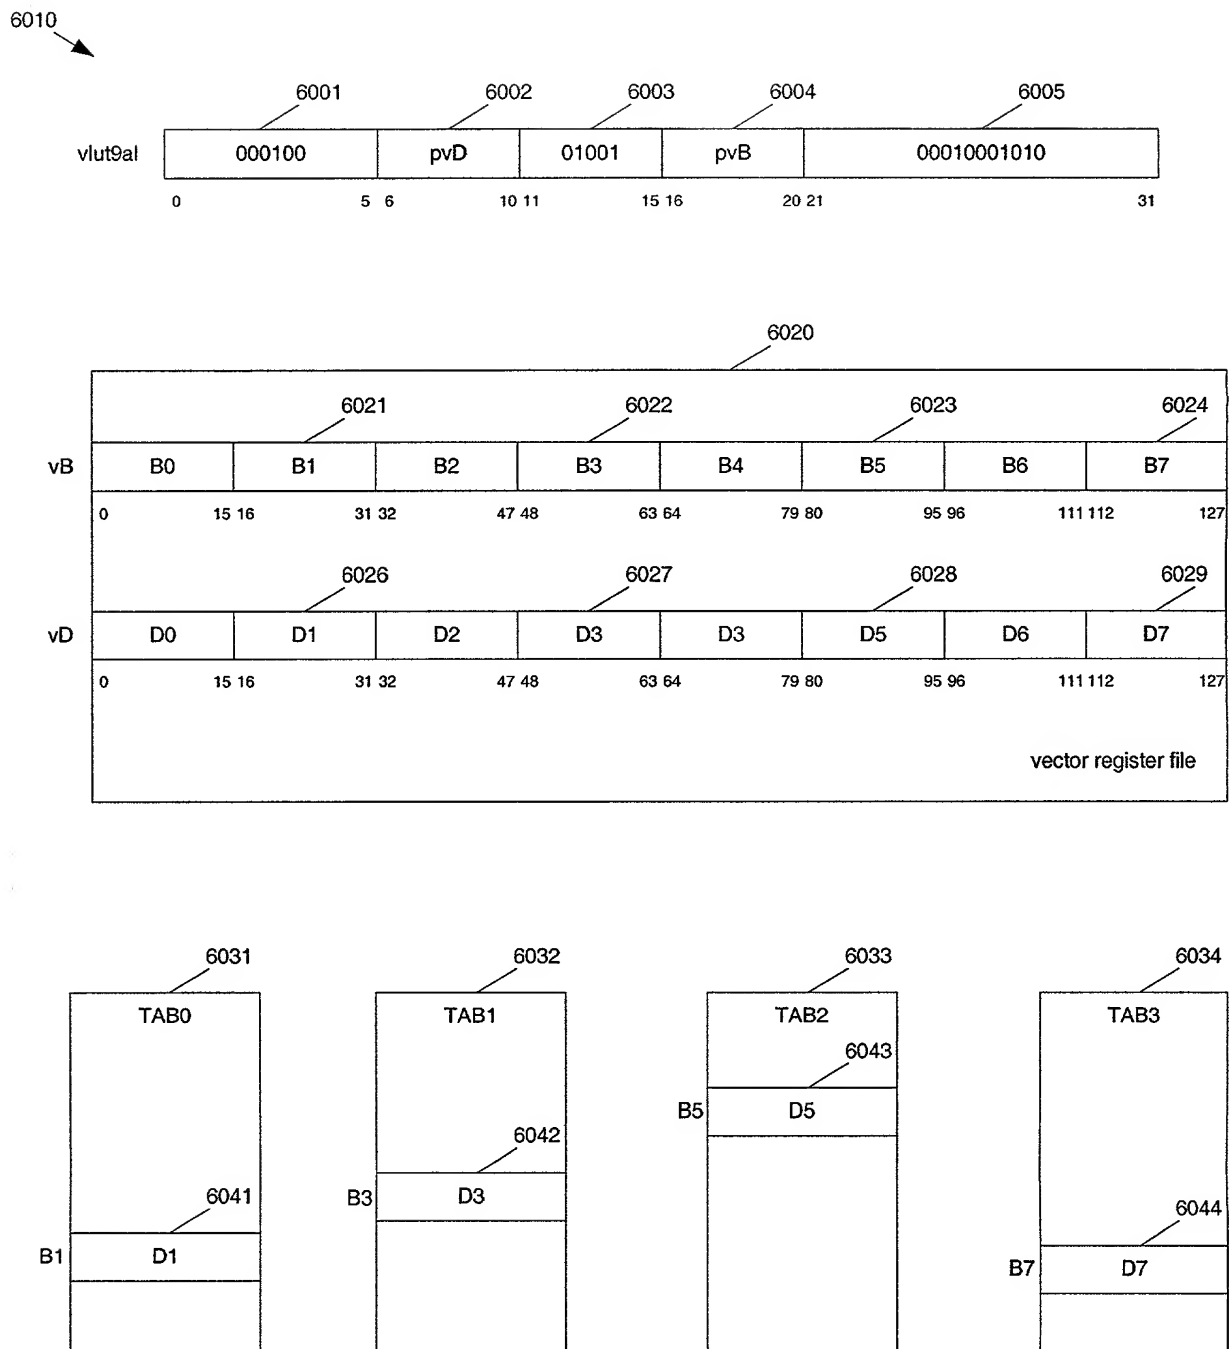 6010
6001 6002 6003 6004 6005
vlut9al 000100 pvD 01001 pvB 00010001010
0 5 6 10 11 15 16 20 21 31
6020
6021 6022 6023 6024
vB B0 B1 B2 B3 B4 B5 B6 B7
0 15 16 31 32 47 48 63 64 79 80 95 96 111 112 127
6026 6027 6028 6029
vD D0 D1 D2 D3 D3 D5 D6 D7
0 15 16 31 32 47 48 63 64 79 80 95 96 111 112 127
vector register file
6031 6032 6033 6034
TAB0 TAB1 TAB2 TAB3
6043
B5 D5
6042
B3 D3
6041 6044
B1 D1 B7 D7